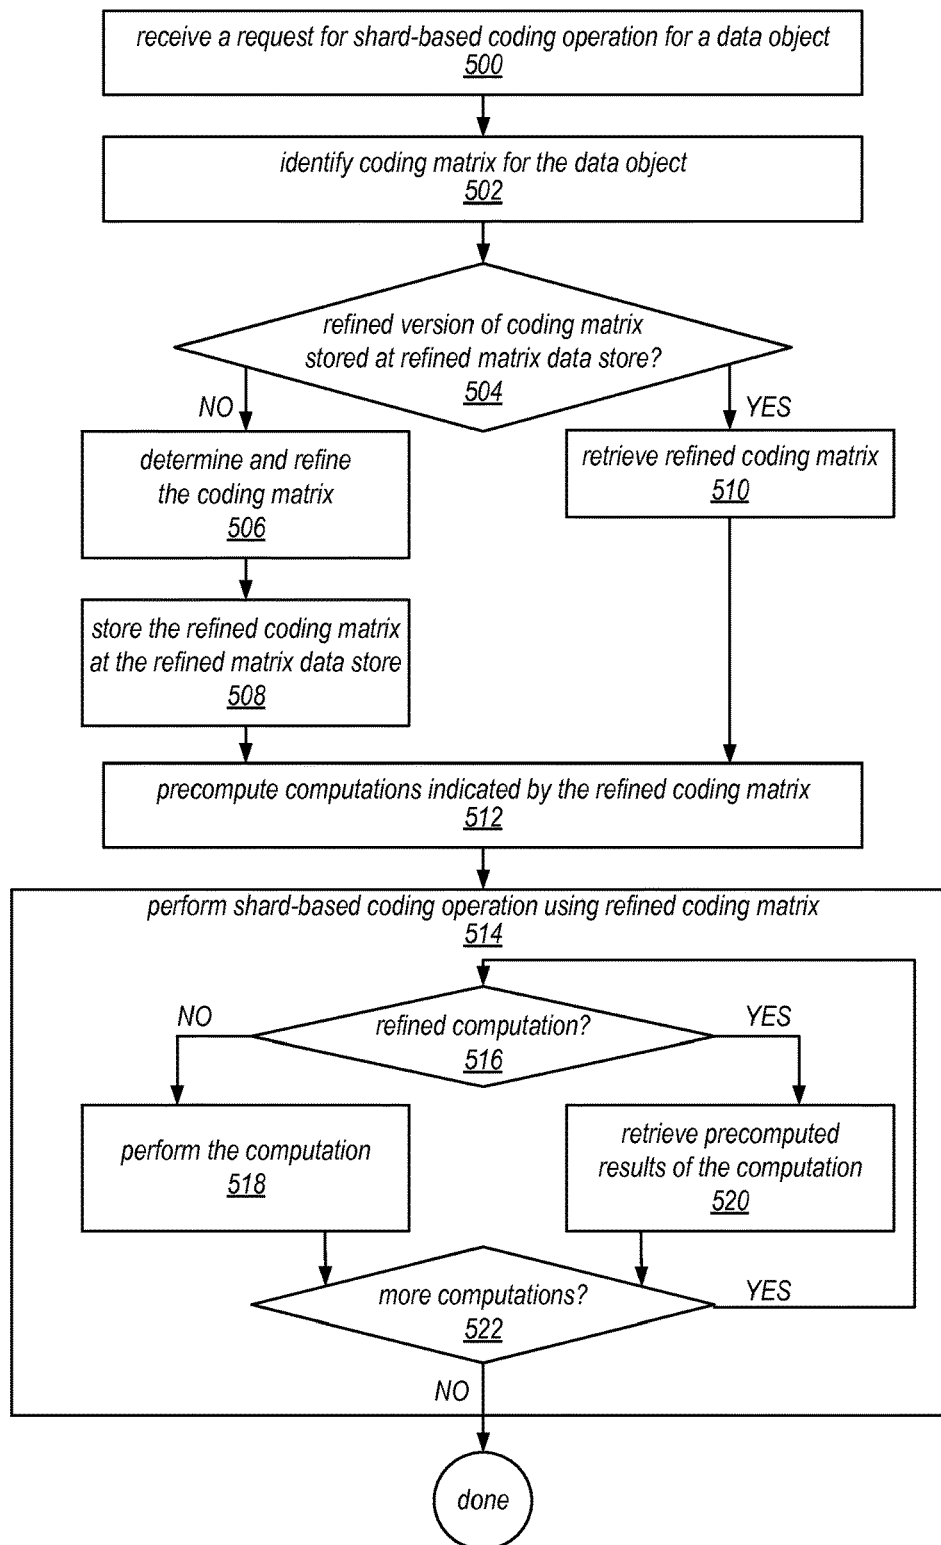 receive a request for shard-based coding operation for a data object
500
identify coding matrix for the data object
502
refined version of coding matrix
stored at refined matrix data store?
504
NO
YES
determine and refine
the coding matrix
506
retrieve refined coding matrix
510
store the refined coding matrix
at the refined matrix data store
508
precompute computations indicated by the refined coding matrix
512
perform shard-based coding operation using refined coding matrix
514
NO
refined computation?
YES
516
perform the computation
518
retrieve precomputed
results of the computation
520
more computations?
YES
522
NO
done